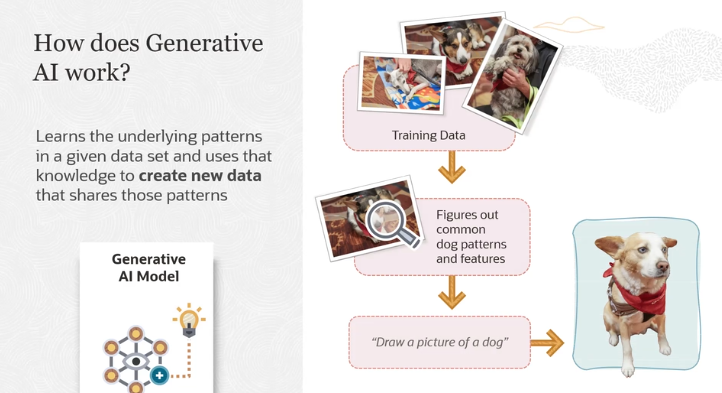 How does Generative
AI work?
Learns the underlying patterns
in a given data set and uses that
knowledge to create new data
that shares those patterns
Generative
AI Model
Training Data
Figures out
common
dog patterns
and features
“Draw a picture of a dog”